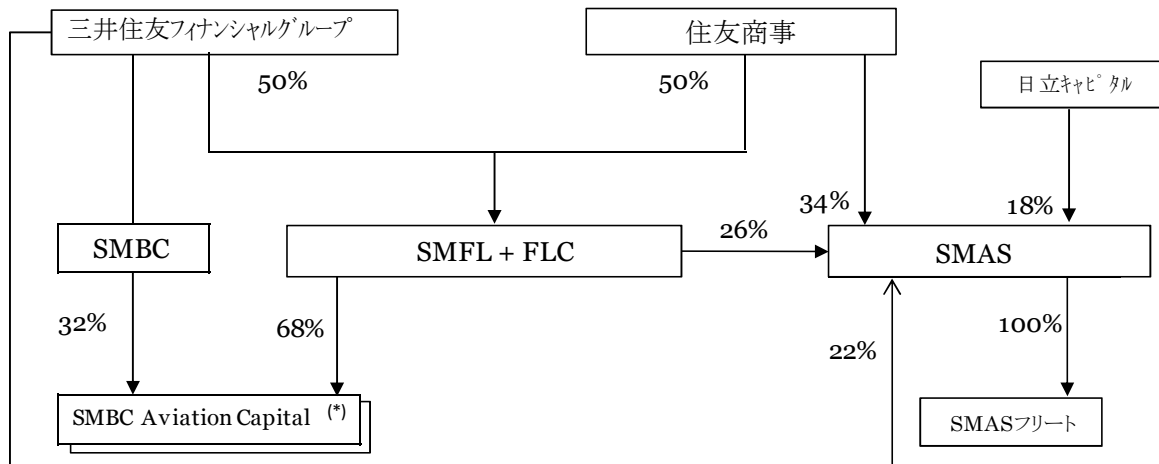 三井住友フィナンシャルグループ
住友商事
50%
50%
日立キャピタル
34%
18%
SMBC
SMFL + FLC
26%
SMAS
32%
68%
22%
100%
SMBC Aviation Capital (*)
SMASフリート